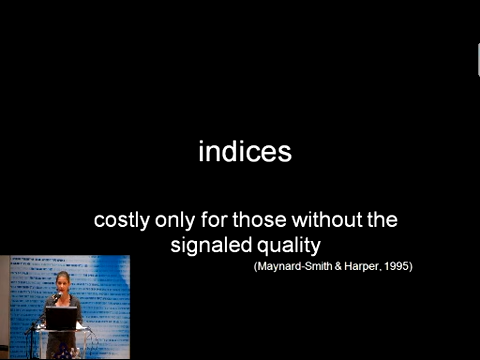 indices
costly only for those without the
signaled quality
(Maynard-Smith & Harper, 1995)